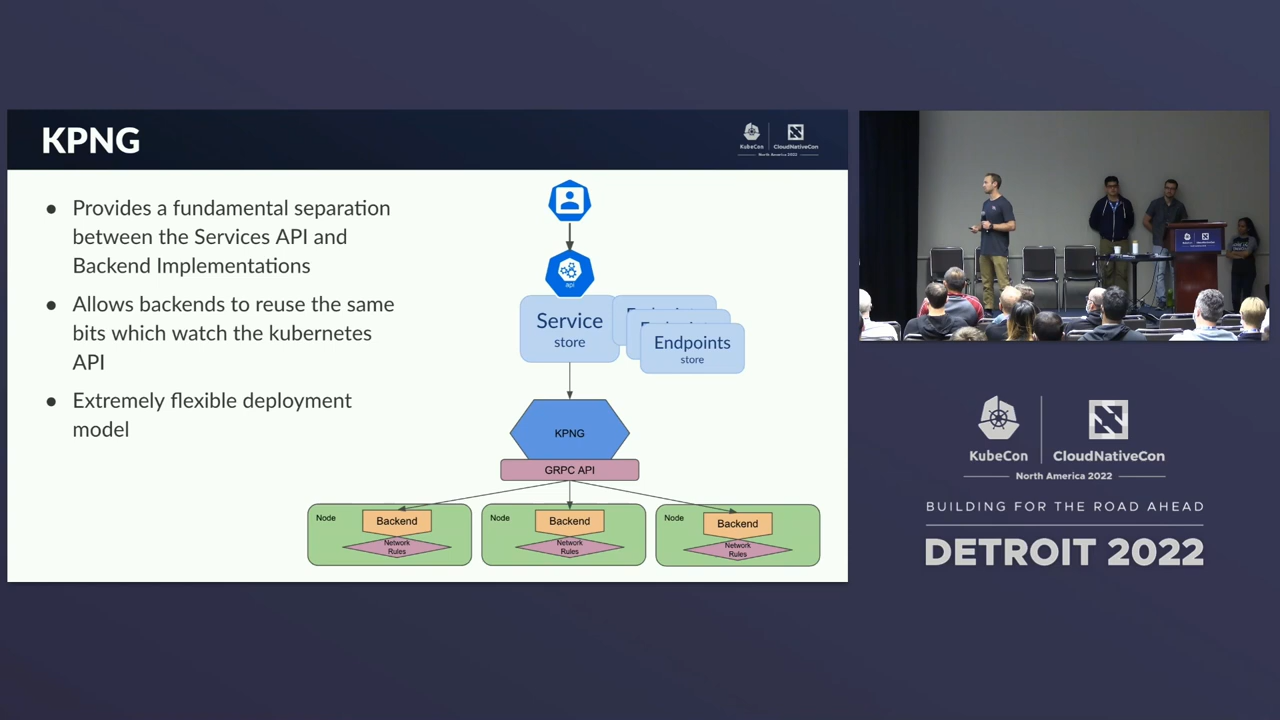 KPNG
KubeCon
CloudNativeCon
North America 2022
● Provides a fundamental separation
between the Services API and
Backend Implementations
● Allows backends to reuse the same
bits which watch the kubernetes
API
● Extremely flexible deployment
model
api
Service
store
Endpoints
store
KPNG
GRPC API
Node
Backend
Network
Rules
Node
Backend
Network
Rules
Node
Backend
Network
Rules
KubeCon
CloudNativeCon
North America 2022
BUILDING FOR THE ROAD AHEAD
DETROIT 2022